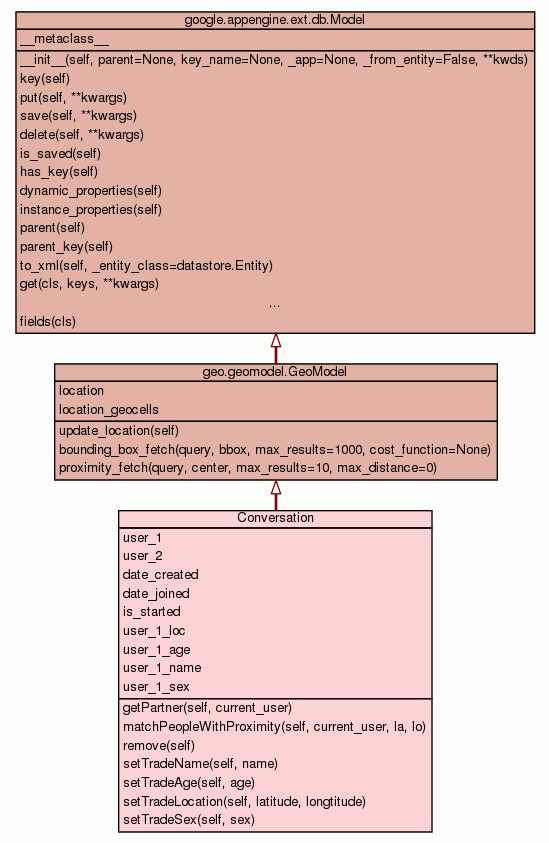 google.appengine.ext.db.Model
__metaclass__
__init__(self, parent=None, key_name=None, _app=None, _from_entity=False, **kwds)
key(self)
put(self, **kwargs)
save(self, **kwargs)
delete(self, **kwargs)
is_saved(self)
has_key(self)
dynamic_properties(self)
instance_properties(self)
parent(self)
parent_key(self)
to_xml(self, _entity_class=datastore.Entity)
get(cls, keys, **kwargs)
...
fields(cls)
geo.geomodel.GeoModel
location
location_geocells
update_location(self)
bounding_box_fetch(query, bbox, max_results=1000, cost_function=None)
proximity_fetch(query, center, max_results=10, max_distance=0)
Conversation
user_1
user_2
date_created
date_joined
is_started
user_1_loc
user_1_age
user_1_name
user_1_sex
getPartner(self, current_user)
matchPeopleWithProximity(self, current_user, la, lo)
remove(self)
setTradeName(self, name)
setTradeAge(self, age)
setTradeLocation(self, latitude, longtitude)
setTradeSex(self, sex)